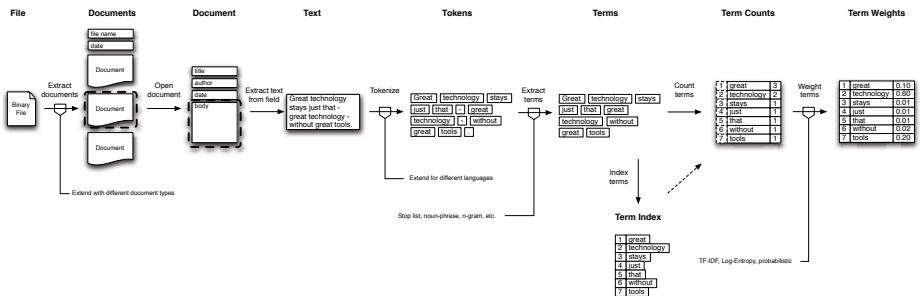 File
Documents
Document
Text
Tokens
Terms
Term Counts
Term Weights
file name
date
Document
Document
Document
Binary
File
Extract
documents
Open
document
title
author
date
body
Extract text
from field
Great technology
stays just that -
great technology -
without great tools.
Tokenize
Great technology stays
just that - great
technology - without
great tools .
Extract
terms
Great technology stays
just that great
technology without
great tools
Count
terms
1 great 3
2 technology 2
3 stays 1
4 just 1
5 that 1
6 without 1
7 tools 1
Weight
terms
1 great 0.10
2 technology 0.60
3 stays 0.01
4 just 0.01
5 that 0.01
6 without 0.02
7 tools 0.20
Extend with different document types
Extend for different languages
Stop list, noun-phrase, n-gram, etc.
Index
terms
Term Index
1 great
2 technology
3 stays
4 just
5 that
6 without
7 tools
TF-IDF, Log-Entropy, probabilistic